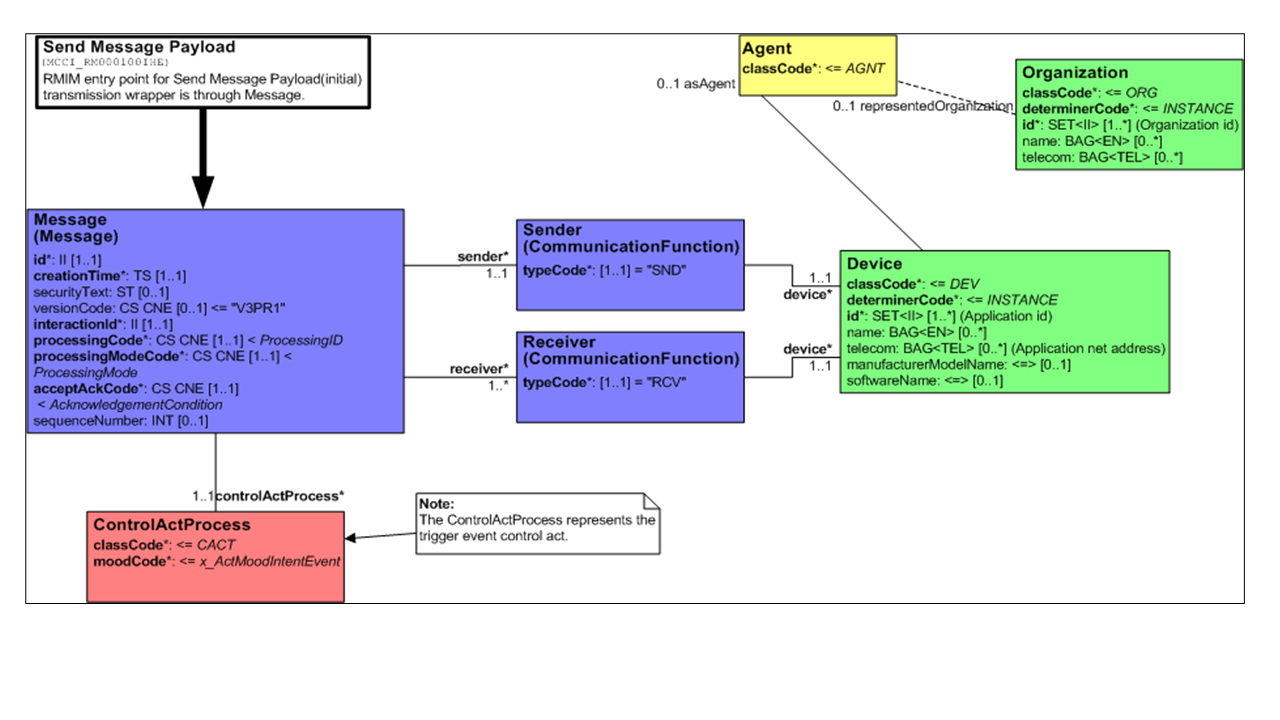 Send Message Payload
(MCCI_RM000100IHE)
RMIM entry point for Send Message Payload(initial)
transmission wrapper is through Message.
Agent
classCode*: <= AGNT
0..1 asAgent
0..1 representedOrganization
Organization
classCode*: <= ORG
determinerCode*: <= INSTANCE
id*: SET<II> [1..*] (Organization id)
name: BAG<EN> [0..*]
telecom: BAG<TEL> [0..*]
Message
(Message)
id*: II [1..1]
creationTime*: TS [1..1]
securityText: ST [0..1]
versionCode: CS CNE [0..1] <= "V3PR1"
interactionId*: II [1..1]
processingCode*: CS CNE [1..1] < ProcessingID
processingModeCode*: CS CNE [1..1] <
ProcessingMode
acceptAckCode*: CS CNE [1..1]
< AcknowledgementCondition
sequenceNumber: INT [0..1]
sender*
1..1
Sender
(CommunicationFunction)
typeCode*: [1..1] = "SND"
1..1
device*
receiver*
1..*
Receiver
(CommunicationFunction)
typeCode*: [1..1] = "RCV"
device*
1..1
Device
classCode*: <= DEV
determinerCode*: <= INSTANCE
id*: SET<II> [1..*] (Application id)
name: BAG<EN> [0..*]
telecom: BAG<TEL> [0..*] (Application net address)
manufacturerModelName: <=> [0..1]
softwareName: <=> [0..1]
1..1controlActProcess*
ControlActProcess
classCode*: <= CACT
moodCode*: <= x_ActMoodIntentEvent
Note:
The ControlActProcess represents the
trigger event control act.